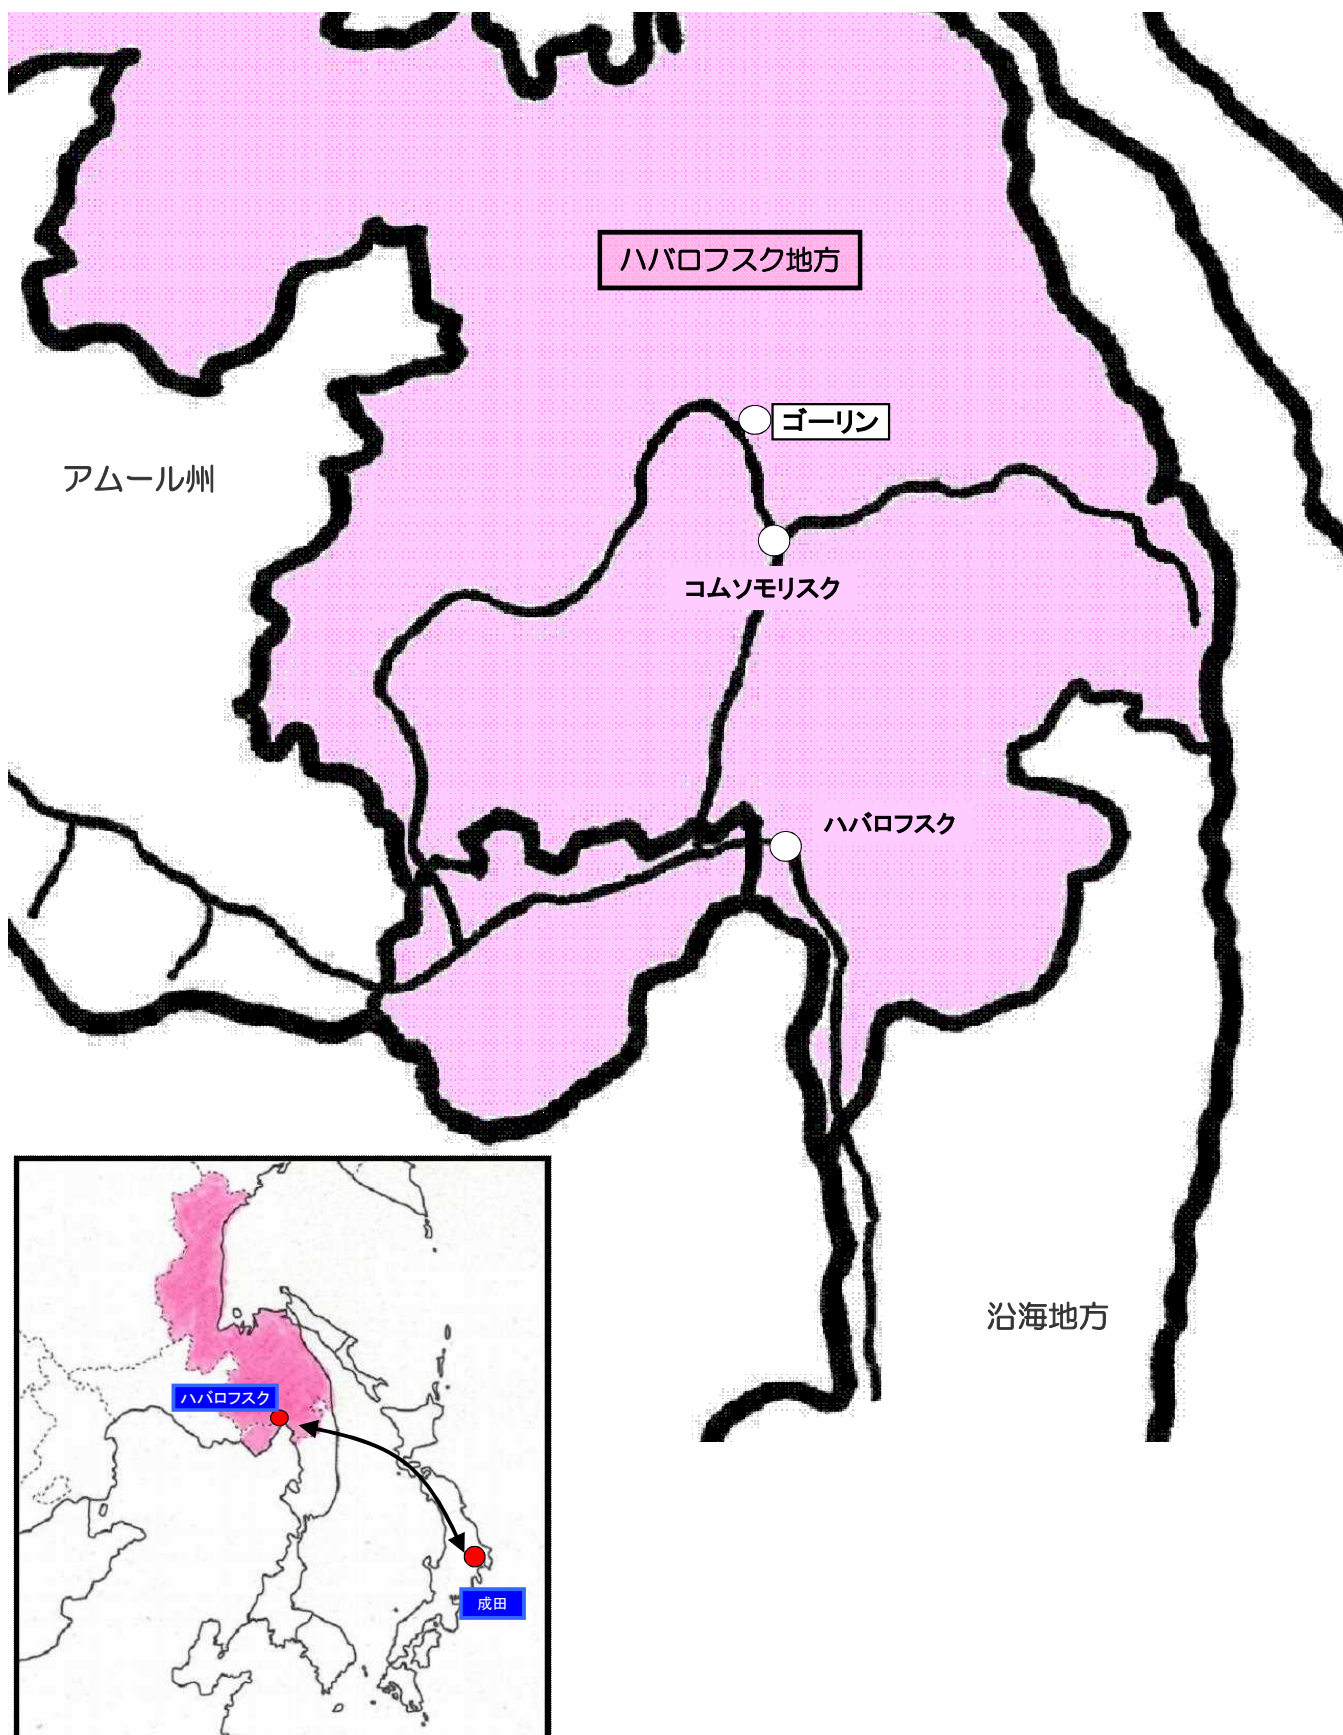 ハバロフスク地方
ゴーリン
アムール州
コムソモリスク
ハバロフスク
沿海地方
ハバロフスク
成田